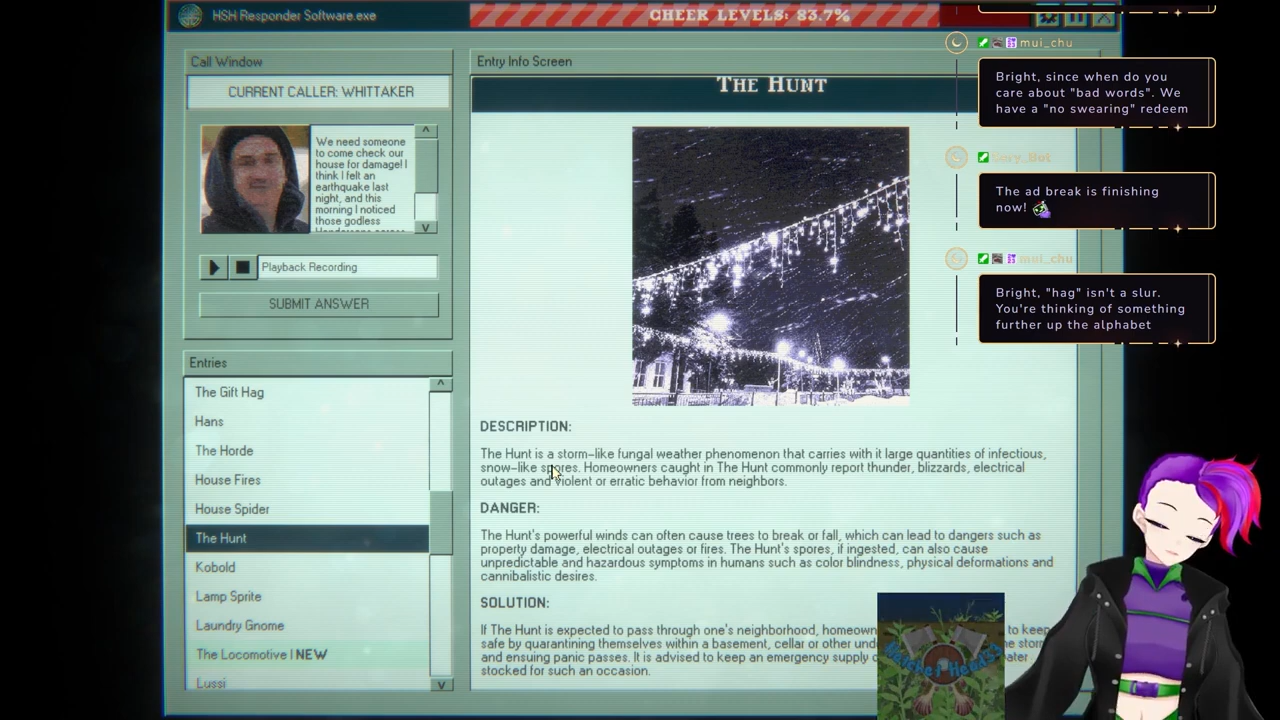 HSH Responder Software.exe
CHEER LEVELS: 83.7%
Call Window
CURRENT CALLER: WHITTAKER
We need someone
to come check our
house for damage! I
think I felt an
earthquake last
night, and this
morning I noticed
those godless
Playback Recording
SUBMIT ANSWER
Entries
The Gift Hag
Hans
The Horde
House Fires
House Spider
The Hunt
Kobold
Lamp Sprite
Laundry Gnome
The Locomotive | NEW
Lussi
Entry Info Screen
THE HUNT
DESCRIPTION:
The Hunt is a storm-like fungal weather phenomenon that carries with it large quantities of infectious,
snow-like spores. Homeowners caught in The Hunt commonly report thunder, blizzards, electrical
outages and violent or erratic behavior from neighbors.
DANGER:
The Hunt's powerful winds can often cause trees to break or fall, which can lead to dangers such as
property damage, electrical outages or fires. The Hunt's spores, if ingested, can also cause
unpredictable and hazardous symptoms in humans such as color blindness, physical deformations and
cannibalistic desires.
SOLUTION:
If The Hunt is expected to pass through one's neighborhood, homeown to keep
safe by quarantining themselves within a basement, cellar or other und storm
and ensuing panic passes. It is advised to keep an emergency supply
stocked for such an occasion.
mui_chu
Bright, since when do you
care about "bad words". We
have a "no swearing" redeem
The ad break is finishing
now!
mui_chu
Bright, "hag" isn't a slur.
You're thinking of something
further up the alphabet